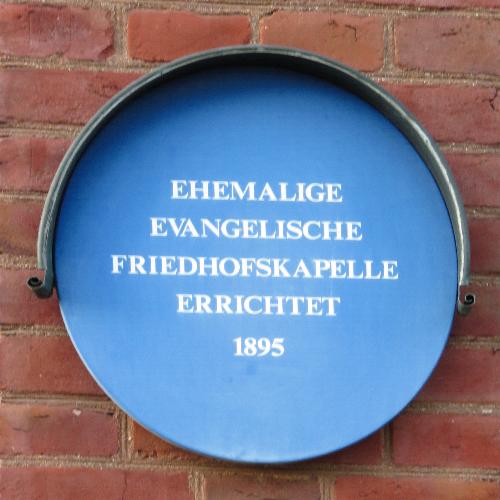 EHEMALIGE
EVANGELISCHE
FRIEDHOFSKAPELLE
ERRICHTET
1895